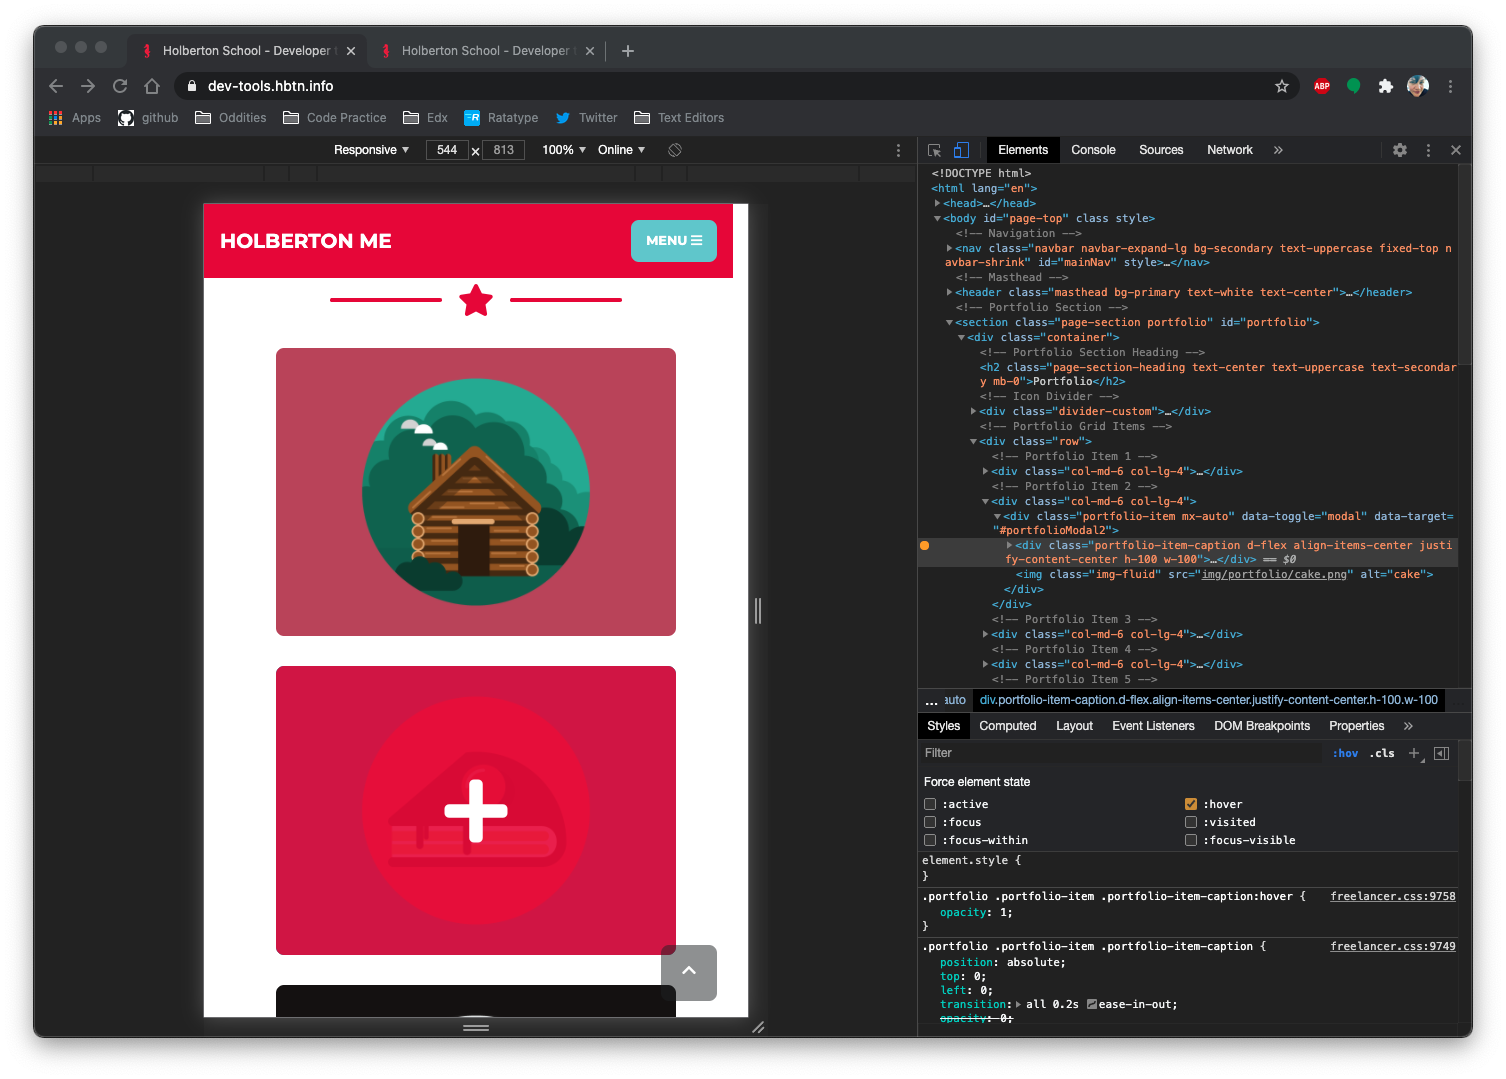 Holberton School - Developer
Holberton School - Developer
dev-tools.hbtn.info
ABP
Apps
github
Oddities
Code Practice
Edx
Ratatype
Twitter
Text Editors
Responsive ▼ 544 x 813 100% ▼ Online ▼
HOLBERTON ME
MENU
Elements Console Sources Network »
<!DOCTYPE html>
<html lang="en">
<head>…</head>
<body id="page-top" class style>
<!-- Navigation -->
<nav class="navbar navbar-expand-lg bg-secondary text-uppercase fixed-top n
avbar-shrink" id="mainNav" style>…</nav>
<!-- Masthead -->
<header class="masthead bg-primary text-white text-center">…</header>
<!-- Portfolio Section -->
<section class="page-section portfolio" id="portfolio">
<div class="container">
<!-- Portfolio Section Heading -->
<h2 class="page-section-heading text-center text-uppercase text-secondar
y mb-0">Portfolio</h2>
<!-- Icon Divider -->
<div class="divider-custom">…</div>
<!-- Portfolio Grid Items -->
<div class="row">
<!-- Portfolio Item 1 -->
<div class="col-md-6 col-lg-4">…</div>
<!-- Portfolio Item 2 -->
<div class="col-md-6 col-lg-4">
<div class="portfolio-item mx-auto" data-toggle="modal" data-target=
"#portfolioModal2">
<div class="portfolio-item-caption d-flex align-items-center justi
fy-content-center h-100 w-100">…</div> == $0
<img class="img-fluid" src="img/portfolio/cake.png" alt="cake">
</div>
</div>
<!-- Portfolio Item 3 -->
<div class="col-md-6 col-lg-4">…</div>
<!-- Portfolio Item 4 -->
<div class="col-md-6 col-lg-4">…</div>
<!-- Portfolio Item 5 -->
… auto div.portfolio-item-caption.d-flex.align-items-center.justify-content-center.h-100.w-100
Styles Computed Layout Event Listeners DOM Breakpoints Properties »
Filter :hov .cls +
Force element state
:active :hover
:focus :visited
:focus-within :focus-visible
element.style {
}
.portfolio .portfolio-item .portfolio-item-caption:hover { freelancer.css:9758
opacity: 1;
}
.portfolio .portfolio-item .portfolio-item-caption { freelancer.css:9749
position: absolute;
top: 0;
left: 0;
transition: all 0.2s ease-in-out;
opacity: 0;